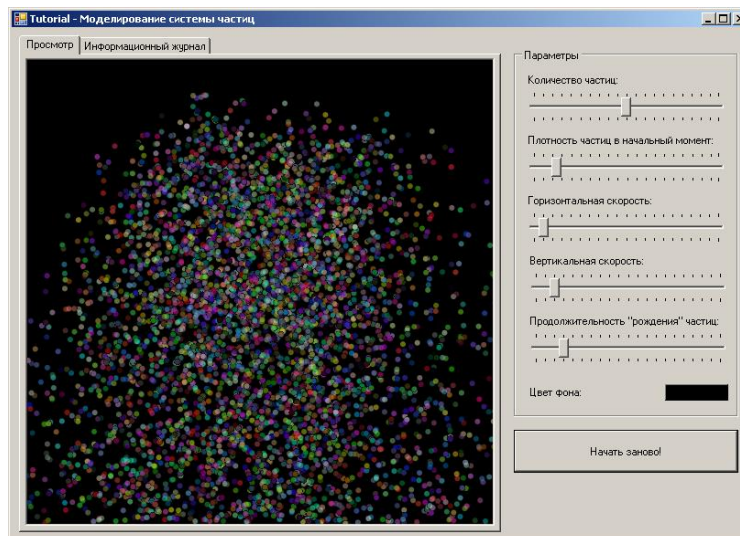 Tutorial - Моделирование системы частиц
Просмотр Информационный журнал
Параметры
Количество частиц:
Плотность частиц в начальный момент:
Горизонтальная скорость:
Вертикальная скорость:
Продолжительность "рождения" частиц:
Цвет фона:
Начать заново!